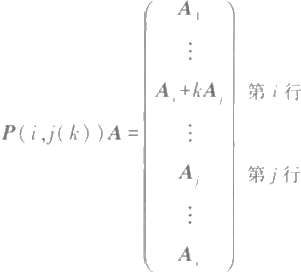 A₁
⋮
Aᵢ+kAⱼ 第 i 行
⋮
P(i,j(k))A=
Aⱼ 第 j 行
⋮
Aₛ